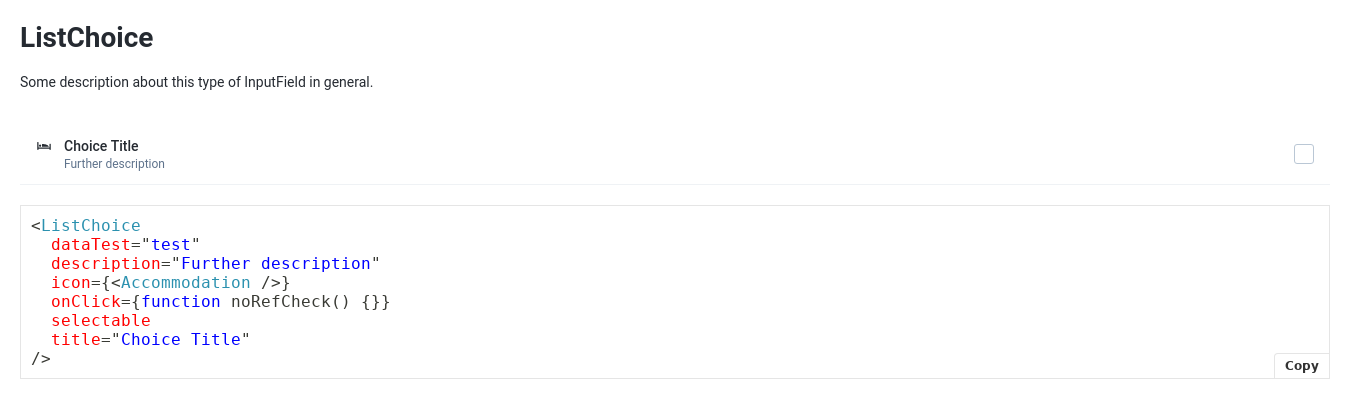 ListChoice
Some description about this type of InputField in general.
Choice Title
Further description
<ListChoice
  dataTest="test"
  description="Further description"
  icon={<Accommodation />}
  onClick={function noRefCheck() {}}
  selectable
  title="Choice Title"
/>
Copy